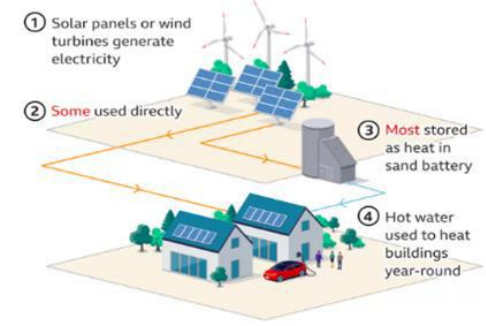 1 Solar panels or wind
turbines generate
electricity
2 Some used directly
3 Most stored
as heat in
sand battery
4 Hot water
used to heat
buildings
year-round